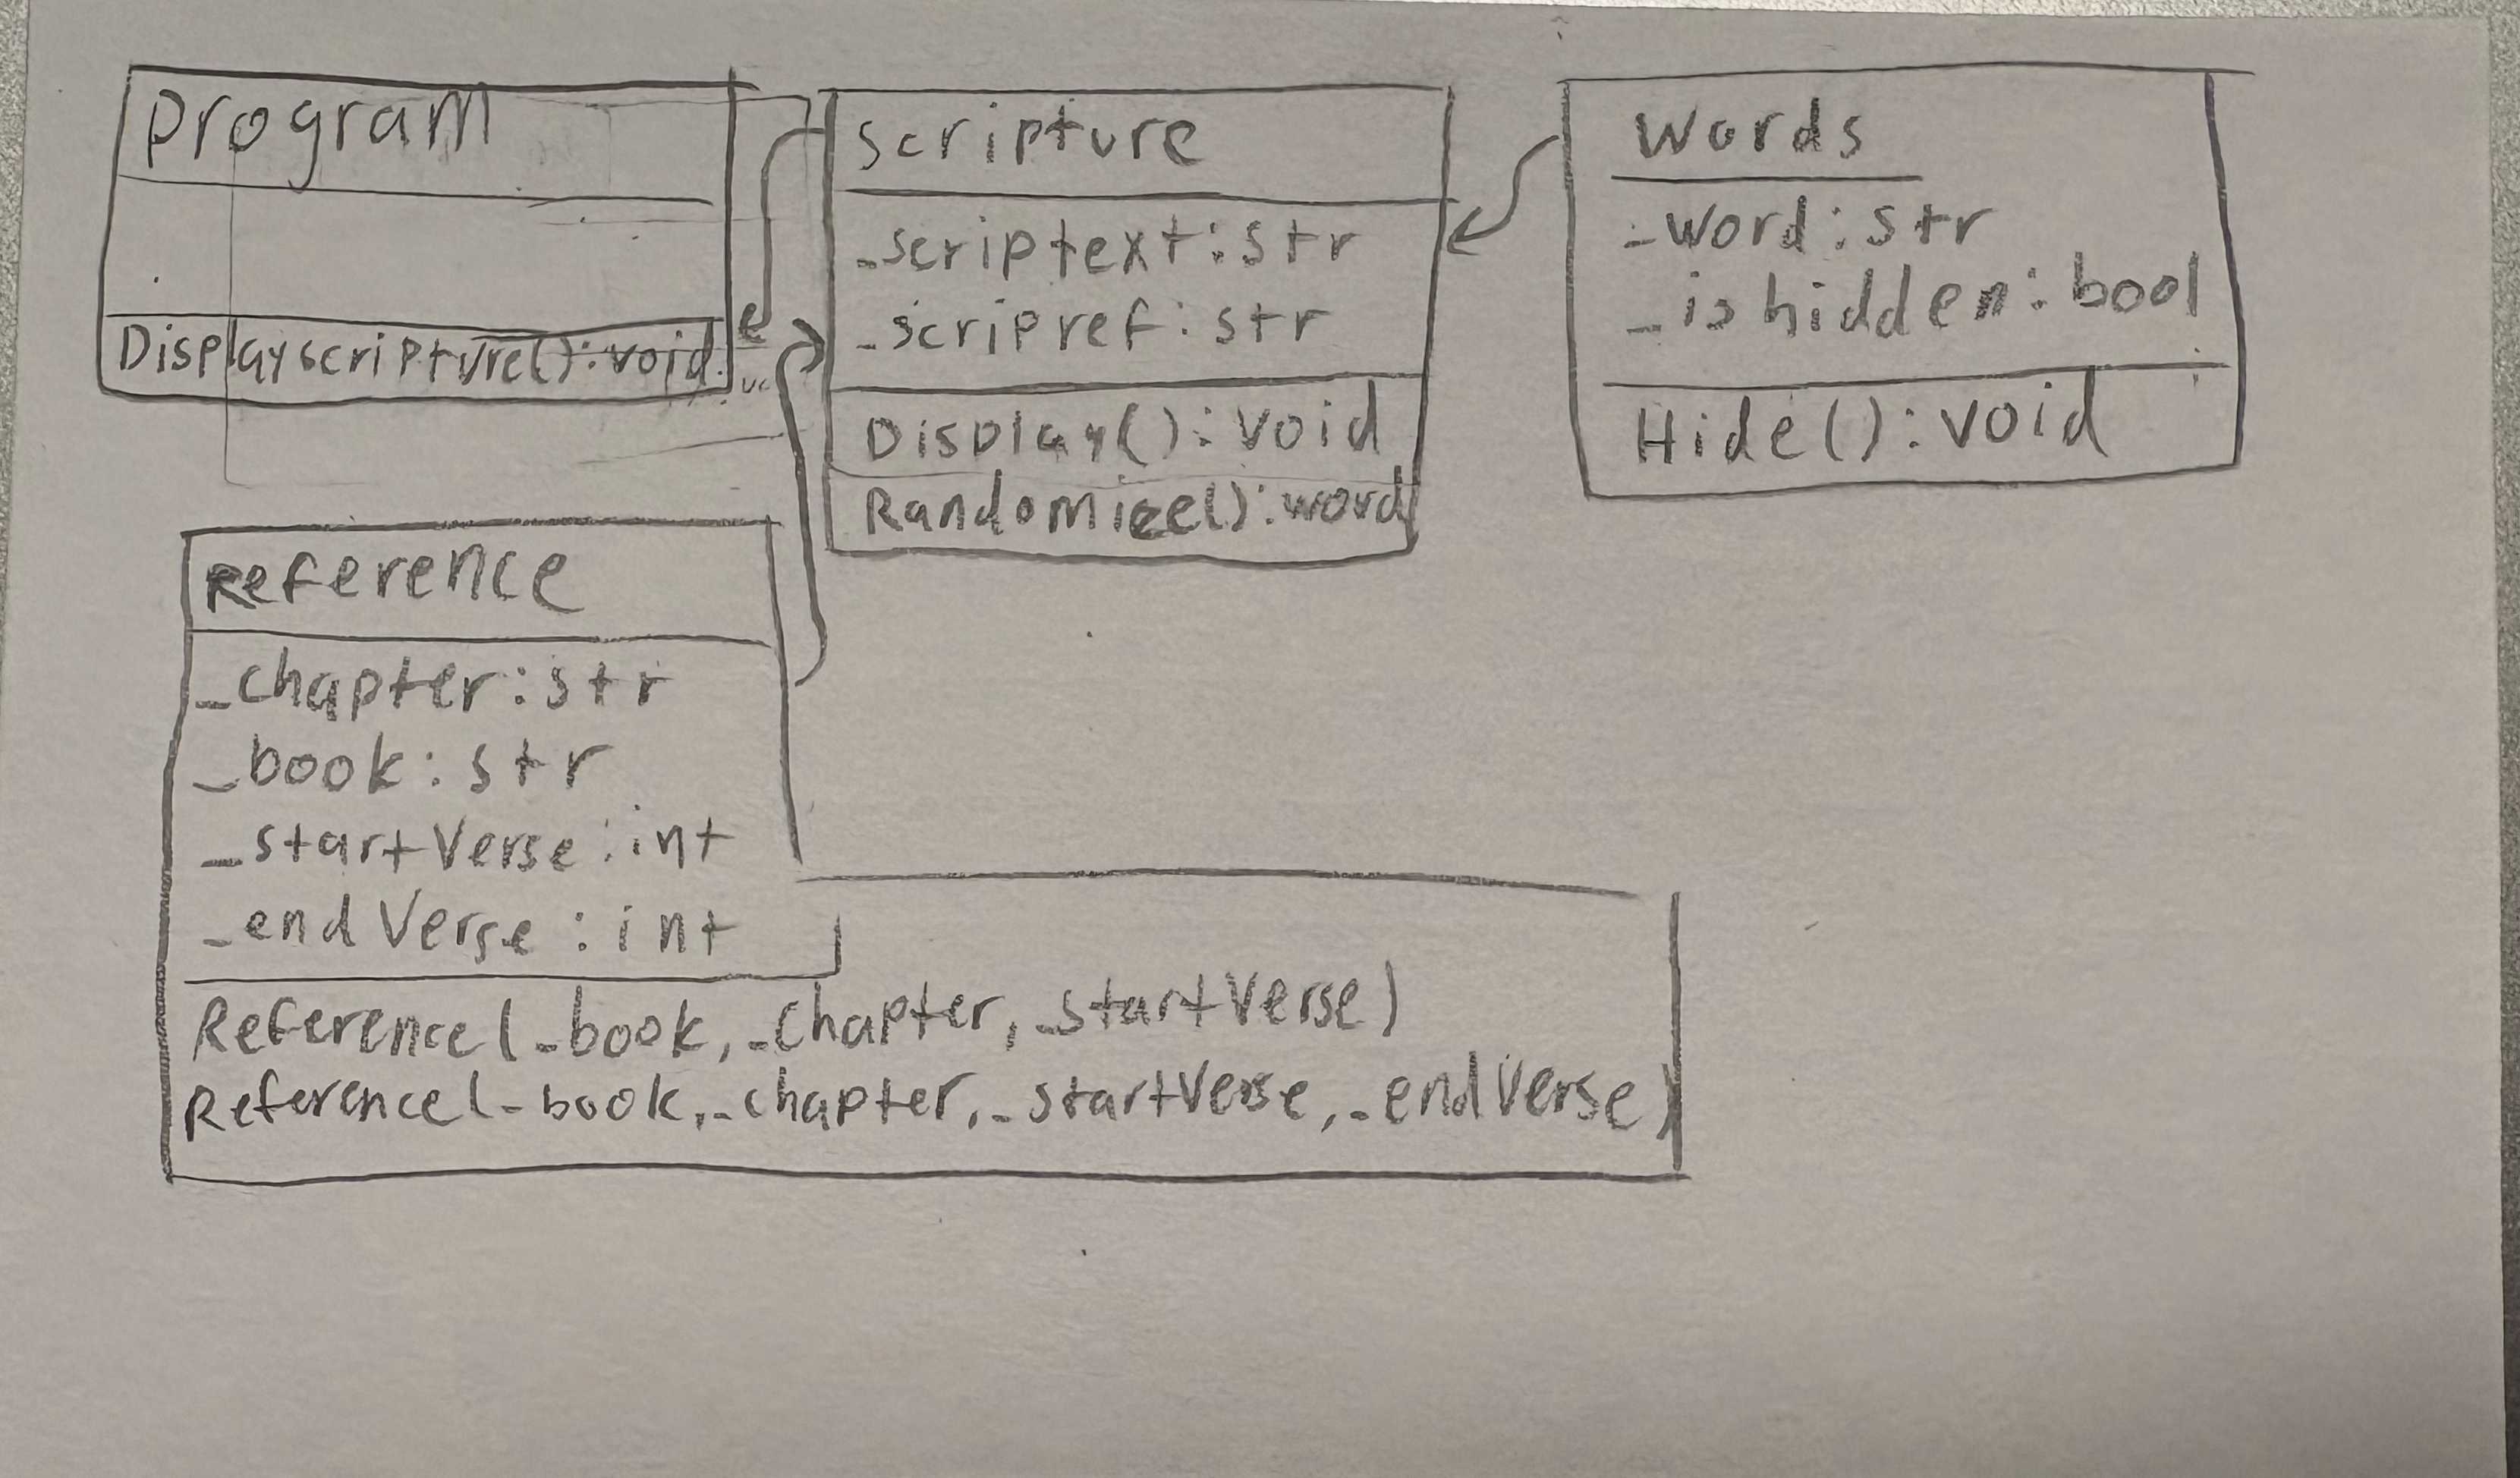 Program
Displayscripture():void
scripture
_scriptext:str
_scripref:str
Display():void
Randomize():word
Words
_word:str
_ishidden:bool
Hide():void
Reference
_chapter:str
_book:str
_startVerse:int
_endVerse:int
Reference(_book,_Chapter,_startVerse)
Reference(_book,_chapter,_startVerse,_endVerse)